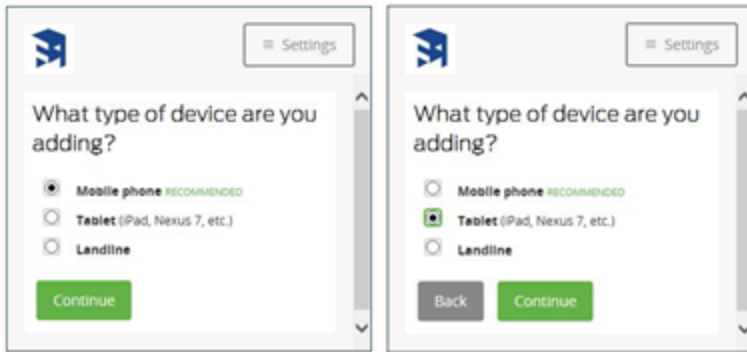 ≡ Settings
What type of device are you
adding?
Mobile phone RECOMMENDED
Tablet (iPad, Nexus 7, etc.)
Landline
Continue
≡ Settings
What type of device are you
adding?
Mobile phone RECOMMENDED
Tablet (iPad, Nexus 7, etc.)
Landline
Back Continue